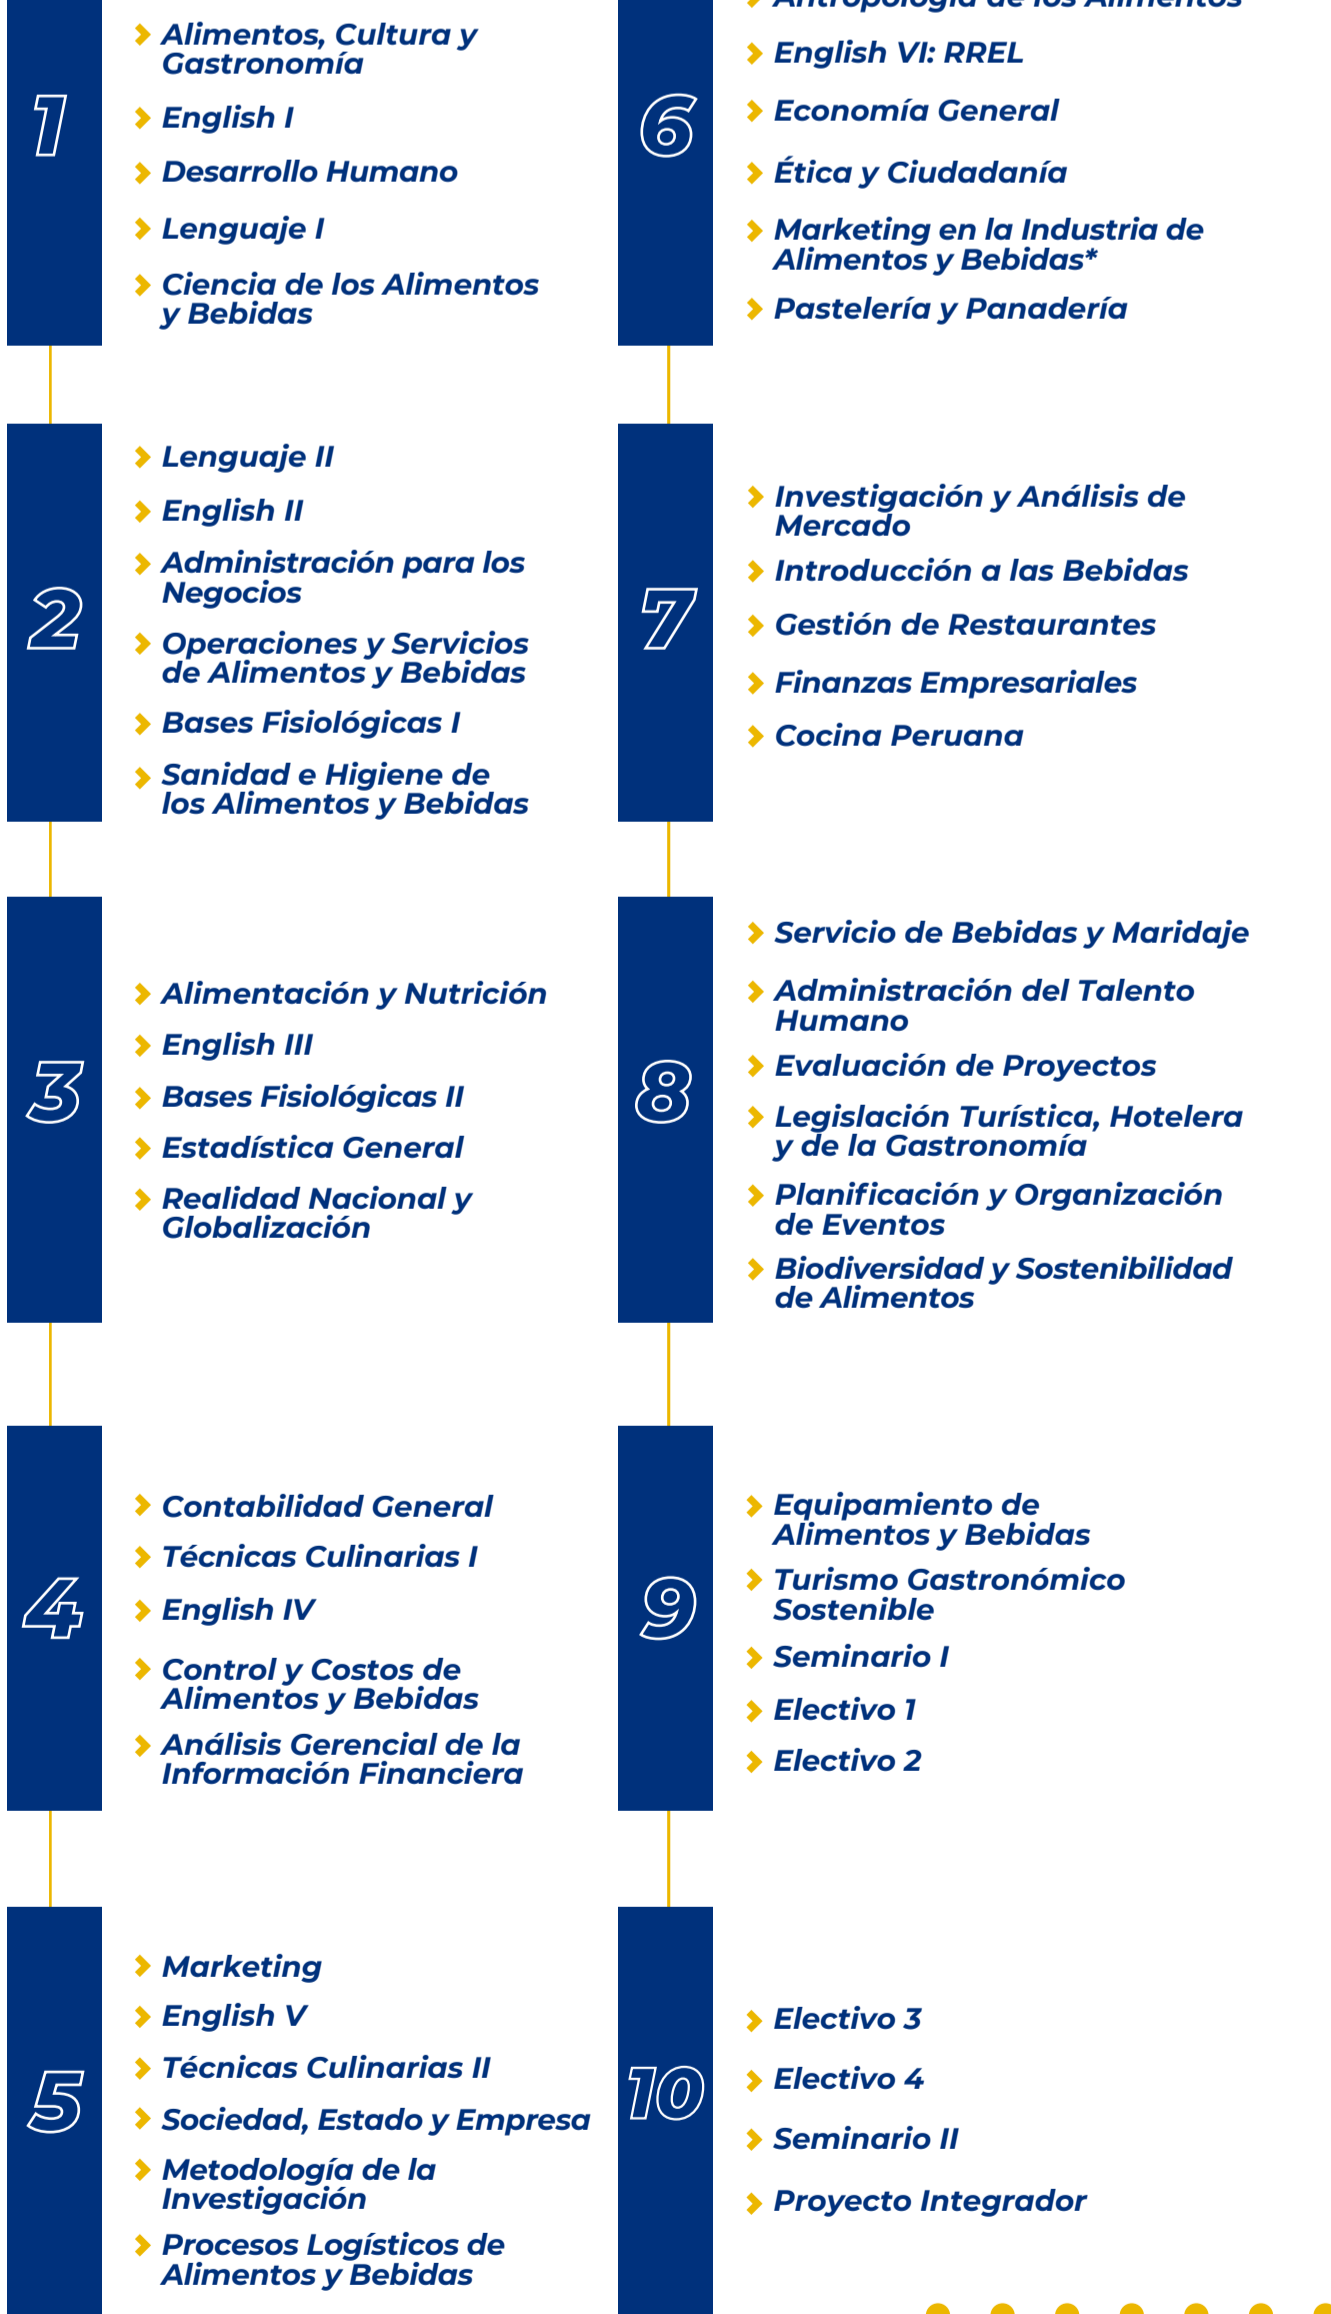 1
Alimentos, Cultura y
Gastronomía
English I
Desarrollo Humano
Lenguaje I
Ciencia de los Alimentos
y Bebidas
2
Lenguaje II
English II
Administración para los
Negocios
Operaciones y Servicios
de Alimentos y Bebidas
Bases Fisiológicas I
Sanidad e Higiene de
los Alimentos y Bebidas
3
Alimentación y Nutrición
English III
Bases Fisiológicas II
Estadística General
Realidad Nacional y
Globalización
4
Contabilidad General
Técnicas Culinarias I
English IV
Control y Costos de
Alimentos y Bebidas
Análisis Gerencial de la
Información Financiera
5
Marketing
English V
Técnicas Culinarias II
Sociedad, Estado y Empresa
Metodología de la
Investigación
Procesos Logísticos de
Alimentos y Bebidas
6
Antropología de los Alimentos
English VI: RREL
Economía General
Ética y Ciudadanía
Marketing en la Industria de
Alimentos y Bebidas*
Pastelería y Panadería
7
Investigación y Análisis de
Mercado
Introducción a las Bebidas
Gestión de Restaurantes
Finanzas Empresariales
Cocina Peruana
8
Servicio de Bebidas y Maridaje
Administración del Talento
Humano
Evaluación de Proyectos
Legislación Turística, Hotelera
y de la Gastronomía
Planificación y Organización
de Eventos
Biodiversidad y Sostenibilidad
de Alimentos
9
Equipamiento de
Alimentos y Bebidas
Turismo Gastronómico
Sostenible
Seminario I
Electivo 1
Electivo 2
10
Electivo 3
Electivo 4
Seminario II
Proyecto Integrador